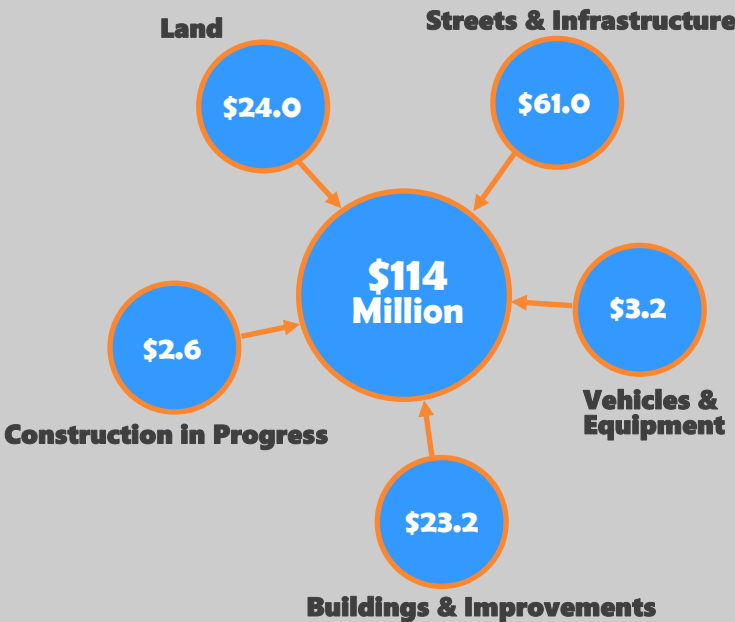 Land
$24.0
Streets & Infrastructure
$61.0
$114
Million
$3.2
Vehicles &
Equipment
$2.6
Construction in Progress
$23.2
Buildings & Improvements